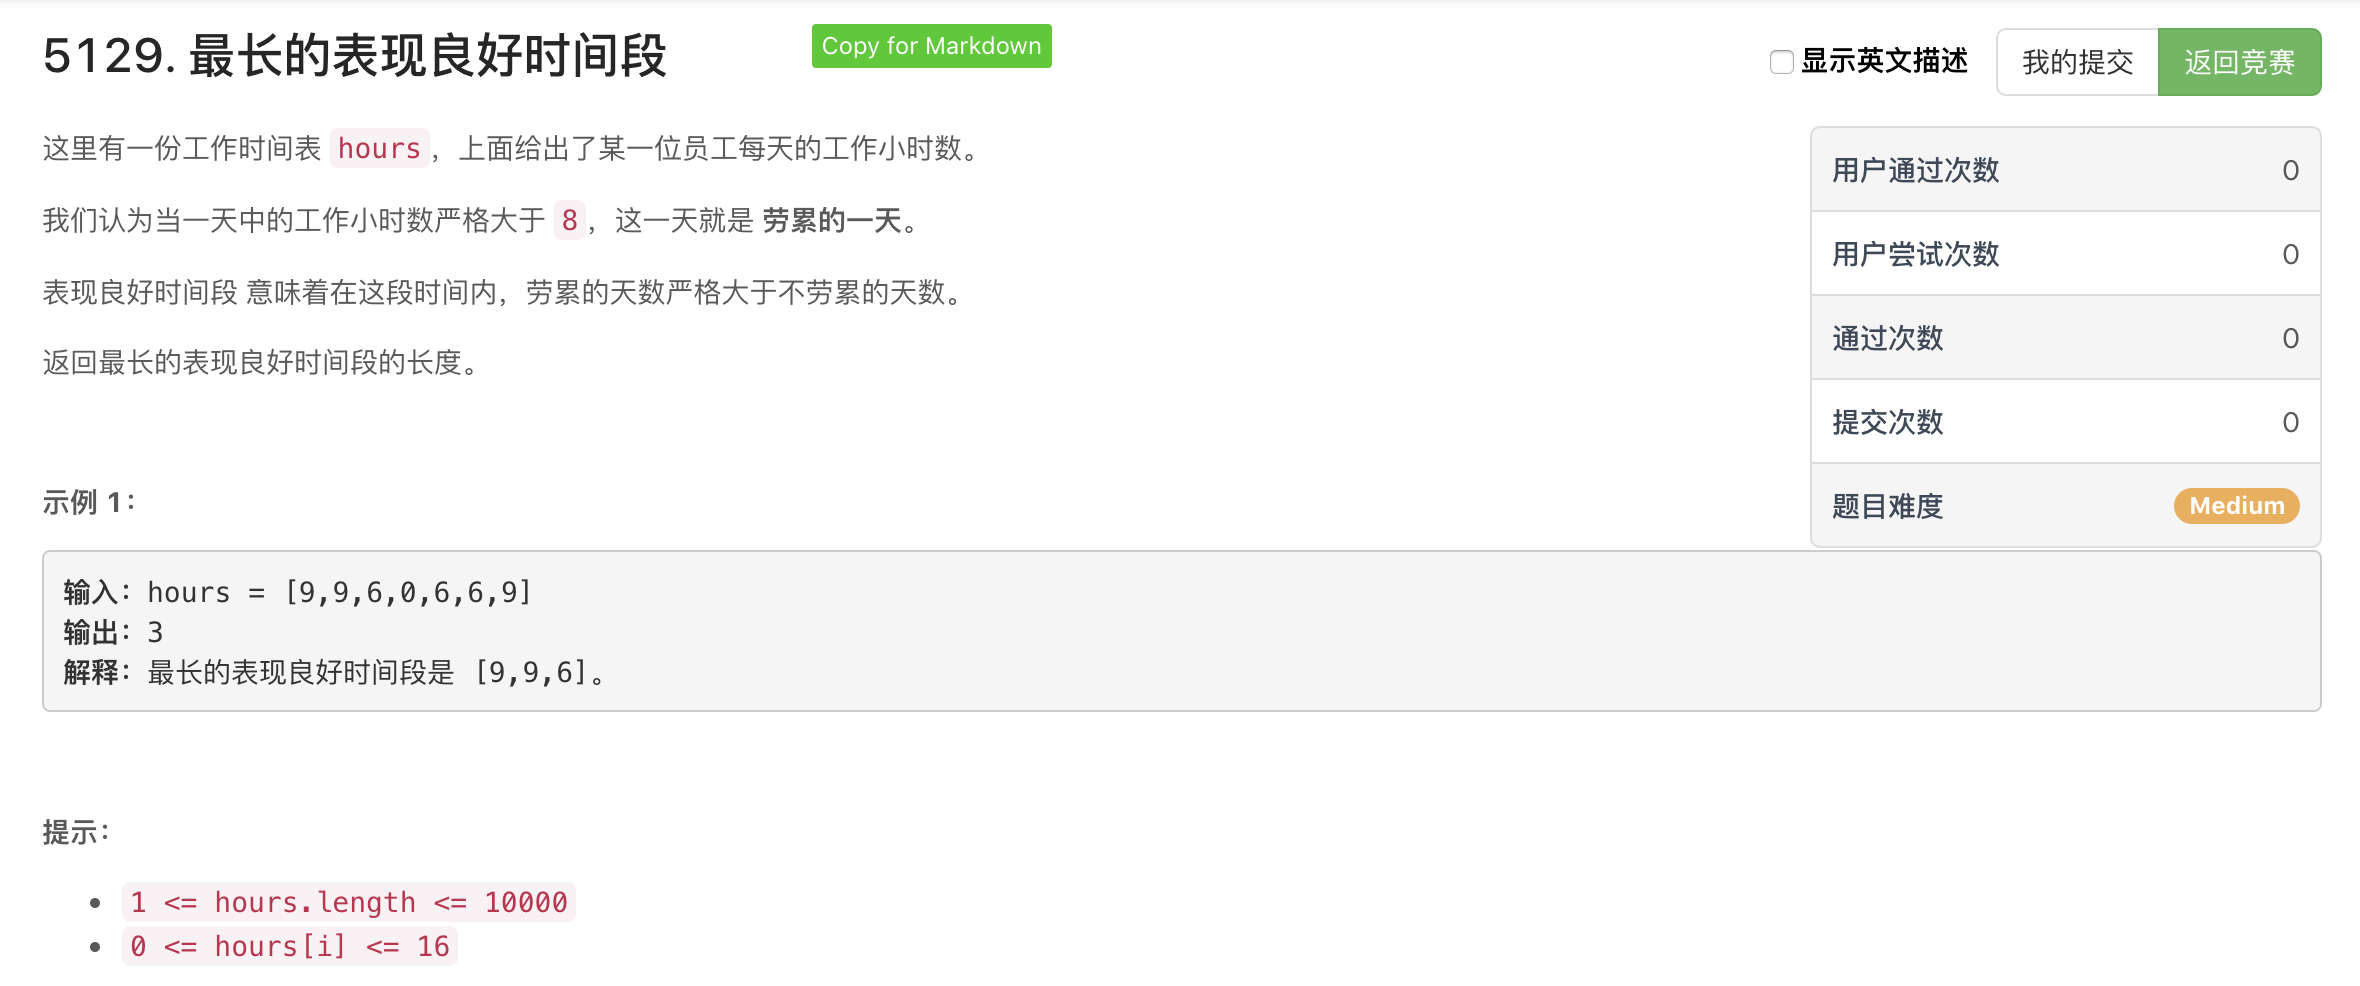 5129. 最长的表现良好时间段
Copy for Markdown
显示英文描述
我的提交
返回竞赛
这里有一份工作时间表 hours，上面给出了某一位员工每天的工作小时数。
我们认为当一天中的工作小时数严格大于 8，这一天就是 劳累的一天。
表现良好时间段 意味着在这段时间内，劳累的天数严格大于不劳累的天数。
返回最长的表现良好时间段的长度。
用户通过次数 0
用户尝试次数 0
通过次数 0
提交次数 0
题目难度 Medium
示例 1：
输入：hours = [9,9,6,0,6,6,9]
输出：3
解释：最长的表现良好时间段是 [9,9,6]。
提示：
1 <= hours.length <= 10000
0 <= hours[i] <= 16